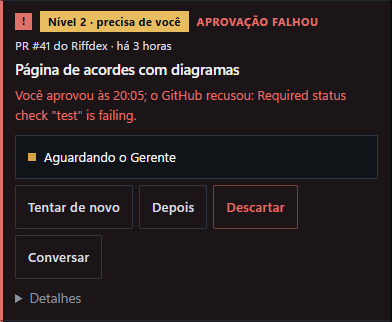 ! Nível 2 · precisa de você APROVAÇÃO FALHOU
PR #41 do Riffdex · há 3 horas
Página de acordes com diagramas
Você aprovou às 20:05; o GitHub recusou: Required status
check "test" is failing.
Aguardando o Gerente
Tentar de novo Depois Descartar
Conversar
▶ Detalhes